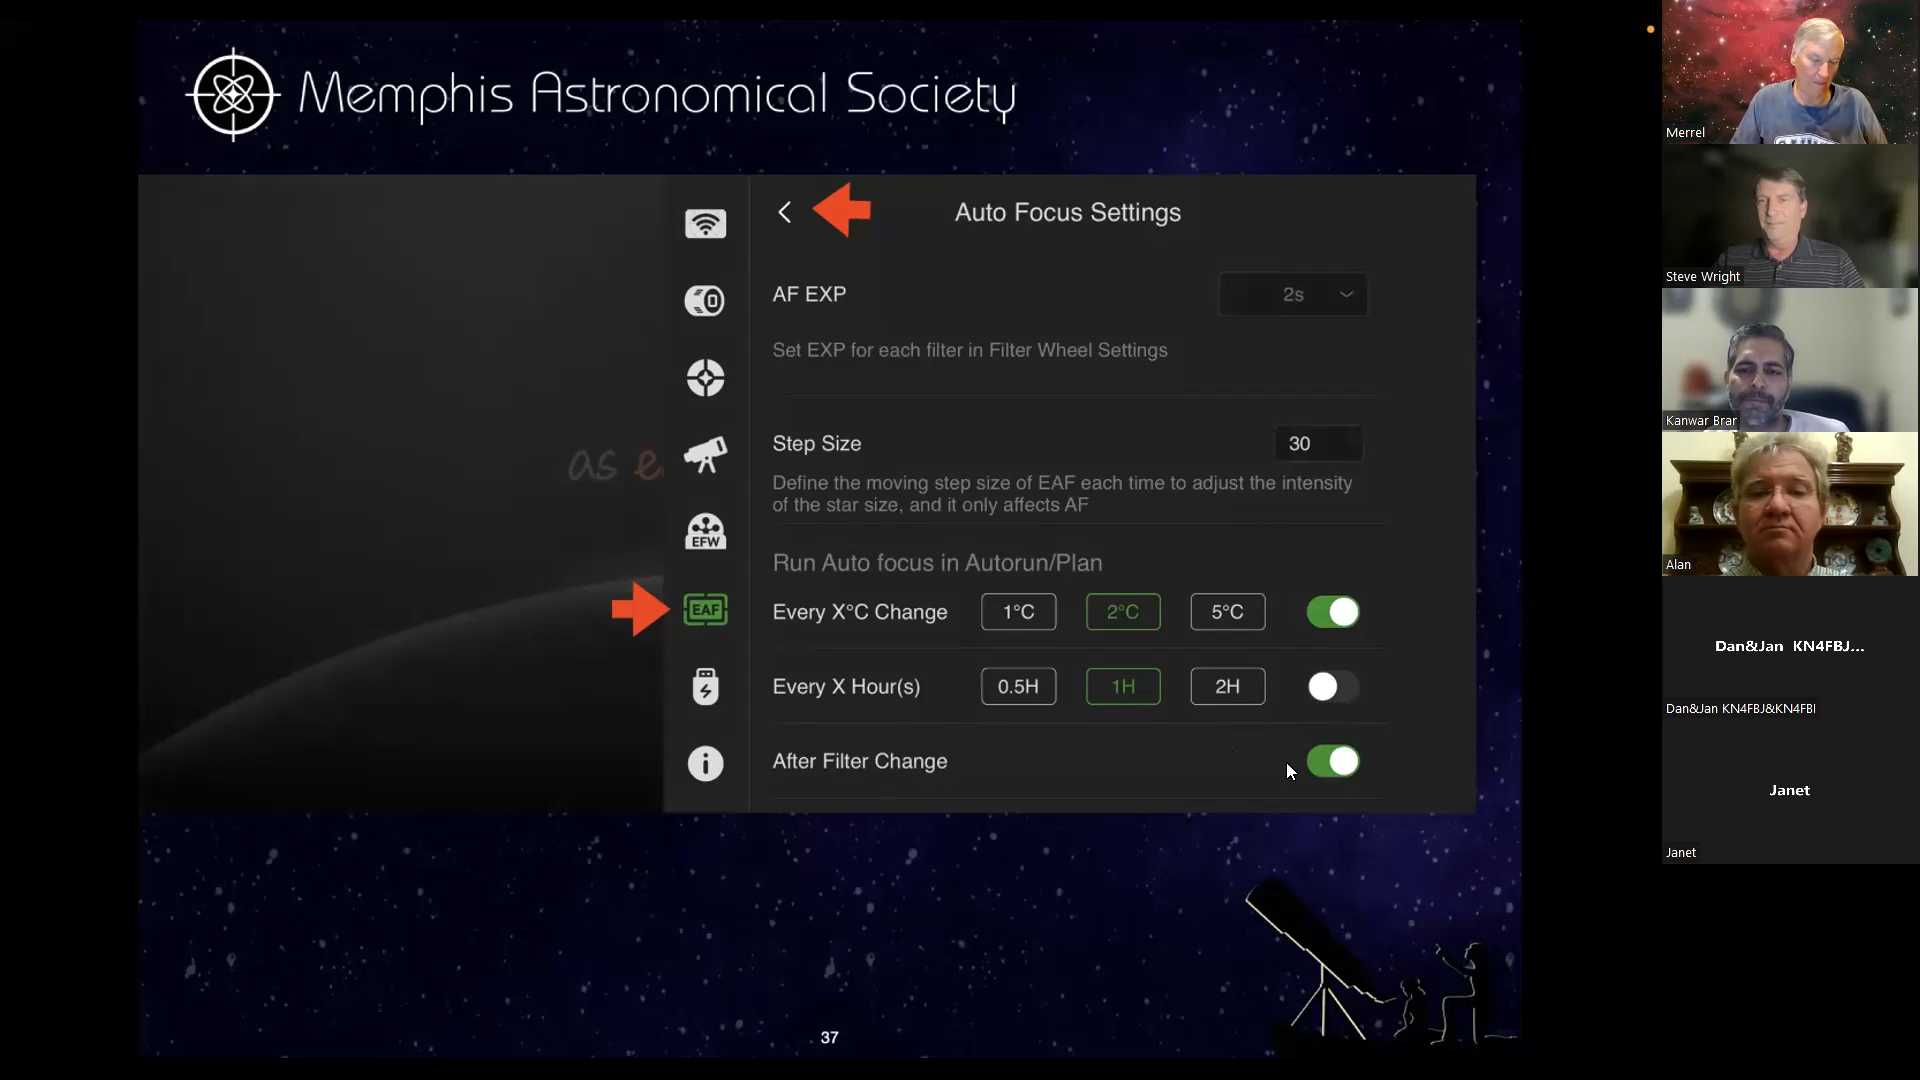 Memphis Astronomical Society
Auto Focus Settings
AF EXP
2s
Set EXP for each filter in Filter Wheel Settings
as e
Step Size
30
Define the moving step size of EAF each time to adjust the intensity
of the star size, and it only affects AF
EFW
Run Auto focus in Autorun/Plan
EAF
Every X°C Change
1°C
2°C
5°C
Every X Hour(s)
0.5H
1H
2H
After Filter Change
37
Merrel
Steve Wright
Kanwar Brar
Alan
Dan&Jan KN4FBJ...
Dan&Jan KN4FBJ&KN4FBI
Janet
Janet